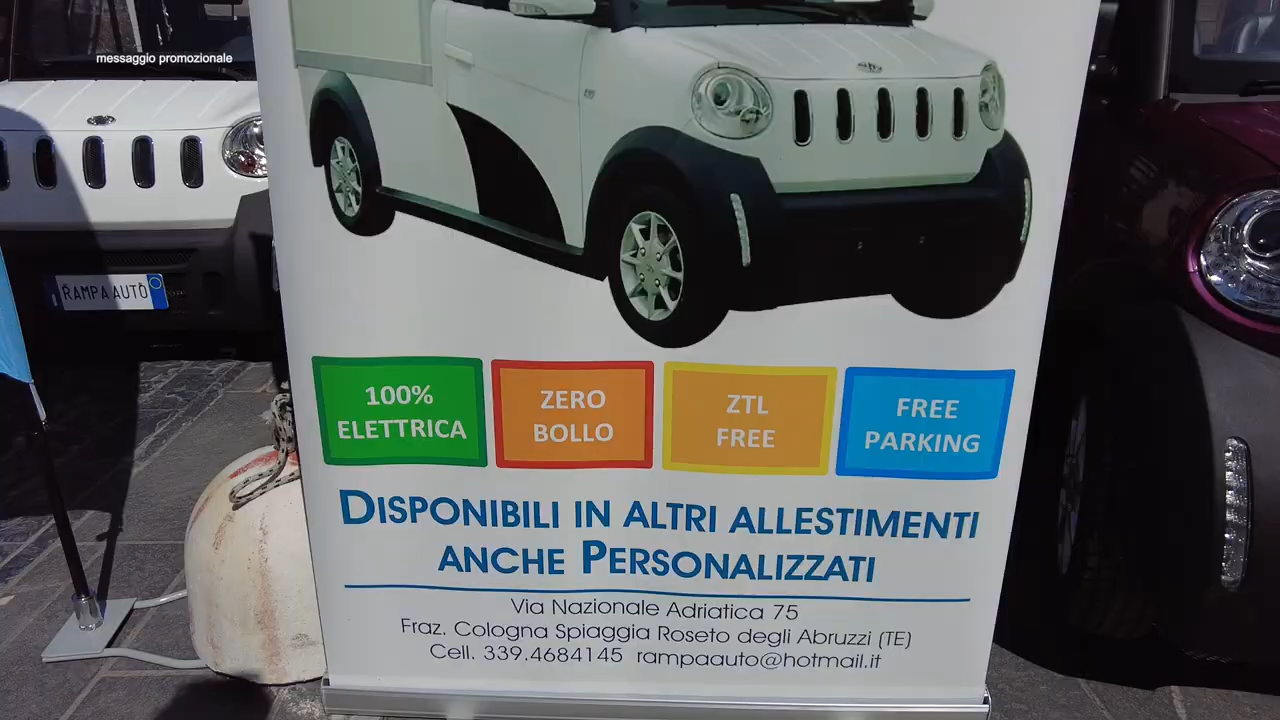 messaggio promozionale
RAMPA AUTO
100%
ELETTRICA
ZERO
BOLLO
ZTL
FREE
FREE
PARKING
DISPONIBILI IN ALTRI ALLESTIMENTI
ANCHE PERSONALIZZATI
Via Nazionale Adriatica 75
Fraz. Cologna Spiaggia Roseto degli Abruzzi (TE)
Cell. 339.4684145 rampaauto@hotmail.it